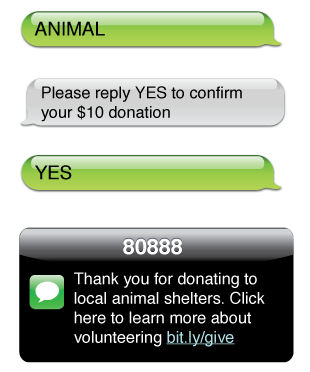 ANIMAL
Please reply YES to confirm
your $10 donation
YES
80888
Thank you for donating to
local animal shelters. Click
here to learn more about
volunteering bit.ly/give